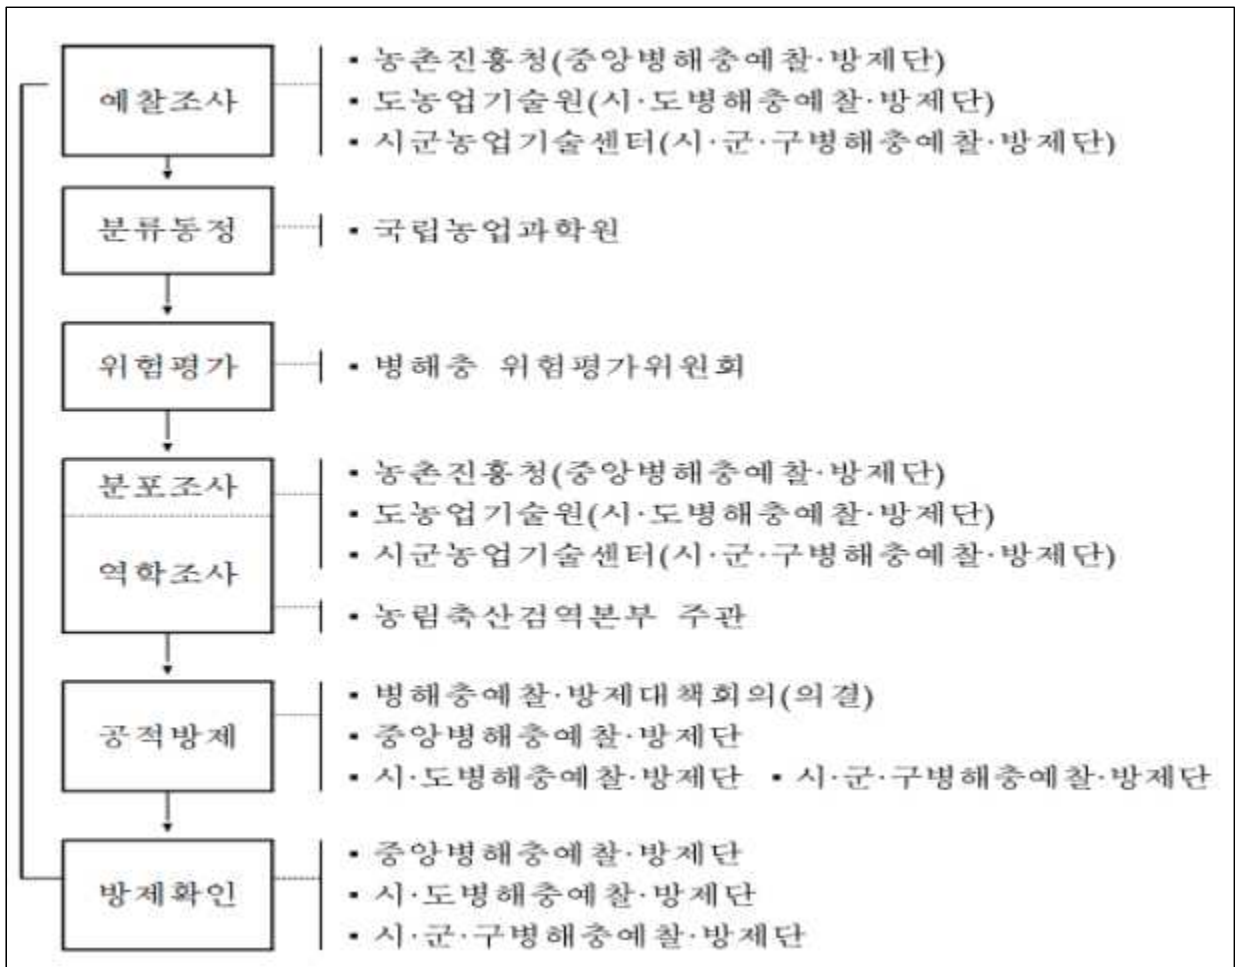 예찰조사
▪ 농촌진흥청(중앙병해충예찰·방제단)
▪ 도농업기술원(시·도병해충예찰·방제단)
▪ 시군농업기술센터(시·군·구병해충예찰·방제단)
분류동정
▪ 국립농업과학원
위험평가
▪ 병해충 위험평가위원회
분포조사
▪ 농촌진흥청(중앙병해충예찰·방제단)
▪ 도농업기술원(시·도병해충예찰·방제단)
▪ 시군농업기술센터(시·군·구병해충예찰·방제단)
역학조사
▪ 농림축산검역본부 주관
공적방제
▪ 병해충예찰·방제대책회의(의결)
▪ 중앙병해충예찰·방제단
▪ 시·도병해충예찰·방제단 ▪ 시·군·구병해충예찰·방제단
방제확인
▪ 중앙병해충예찰·방제단
▪ 시·도병해충예찰·방제단
▪ 시·군·구병해충예찰·방제단